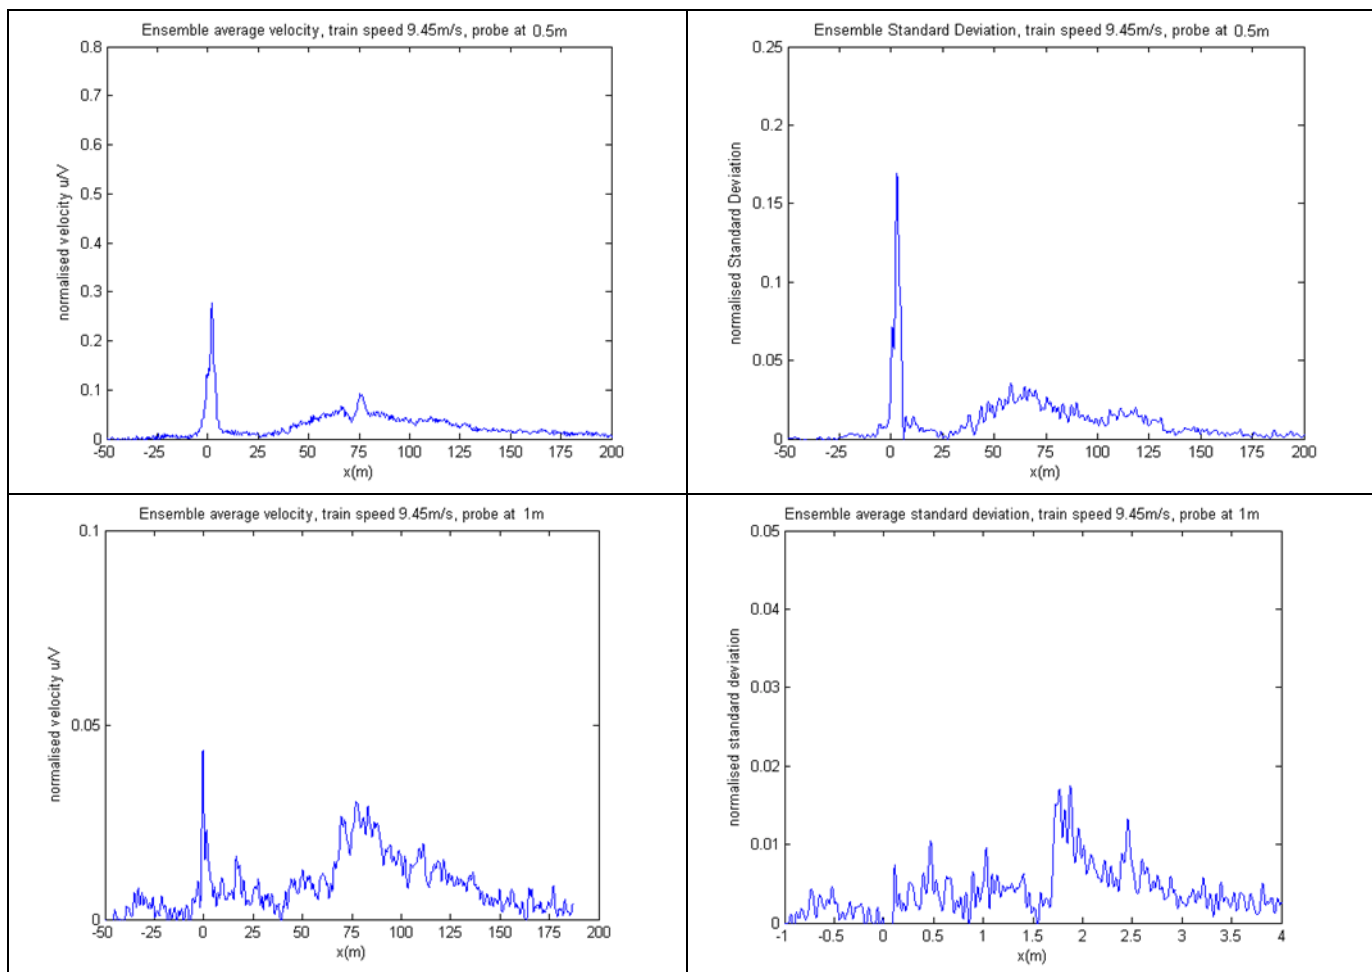 Ensemble average velocity, train speed 9.45m/s, probe at 0.5m
0.8
0.7
0.6
0.5
0.4
0.3
0.2
0.1
0
normalised velocity u/V
-50 -25 0 25 50 75 100 125 150 175 200
x(m)
Ensemble Standard Deviation, train speed 9.45m/s, probe at 0.5m
0.25
0.2
0.15
0.1
0.05
0
normalised Standard Deviation
-50 -25 0 25 50 75 100 125 150 175 200
x(m)
Ensemble average velocity, train speed 9.45m/s, probe at 1m
0.1
0.05
0
normalised velocity u/V
-50 -25 0 25 50 75 100 125 150 175 200
x(m)
Ensemble average standard deviation, train speed 9.45m/s, probe at 1m
0.05
0.04
0.03
0.02
0.01
0
normalised standard deviation
-1 -0.5 0 0.5 1 1.5 2 2.5 3 3.5 4
x(m)